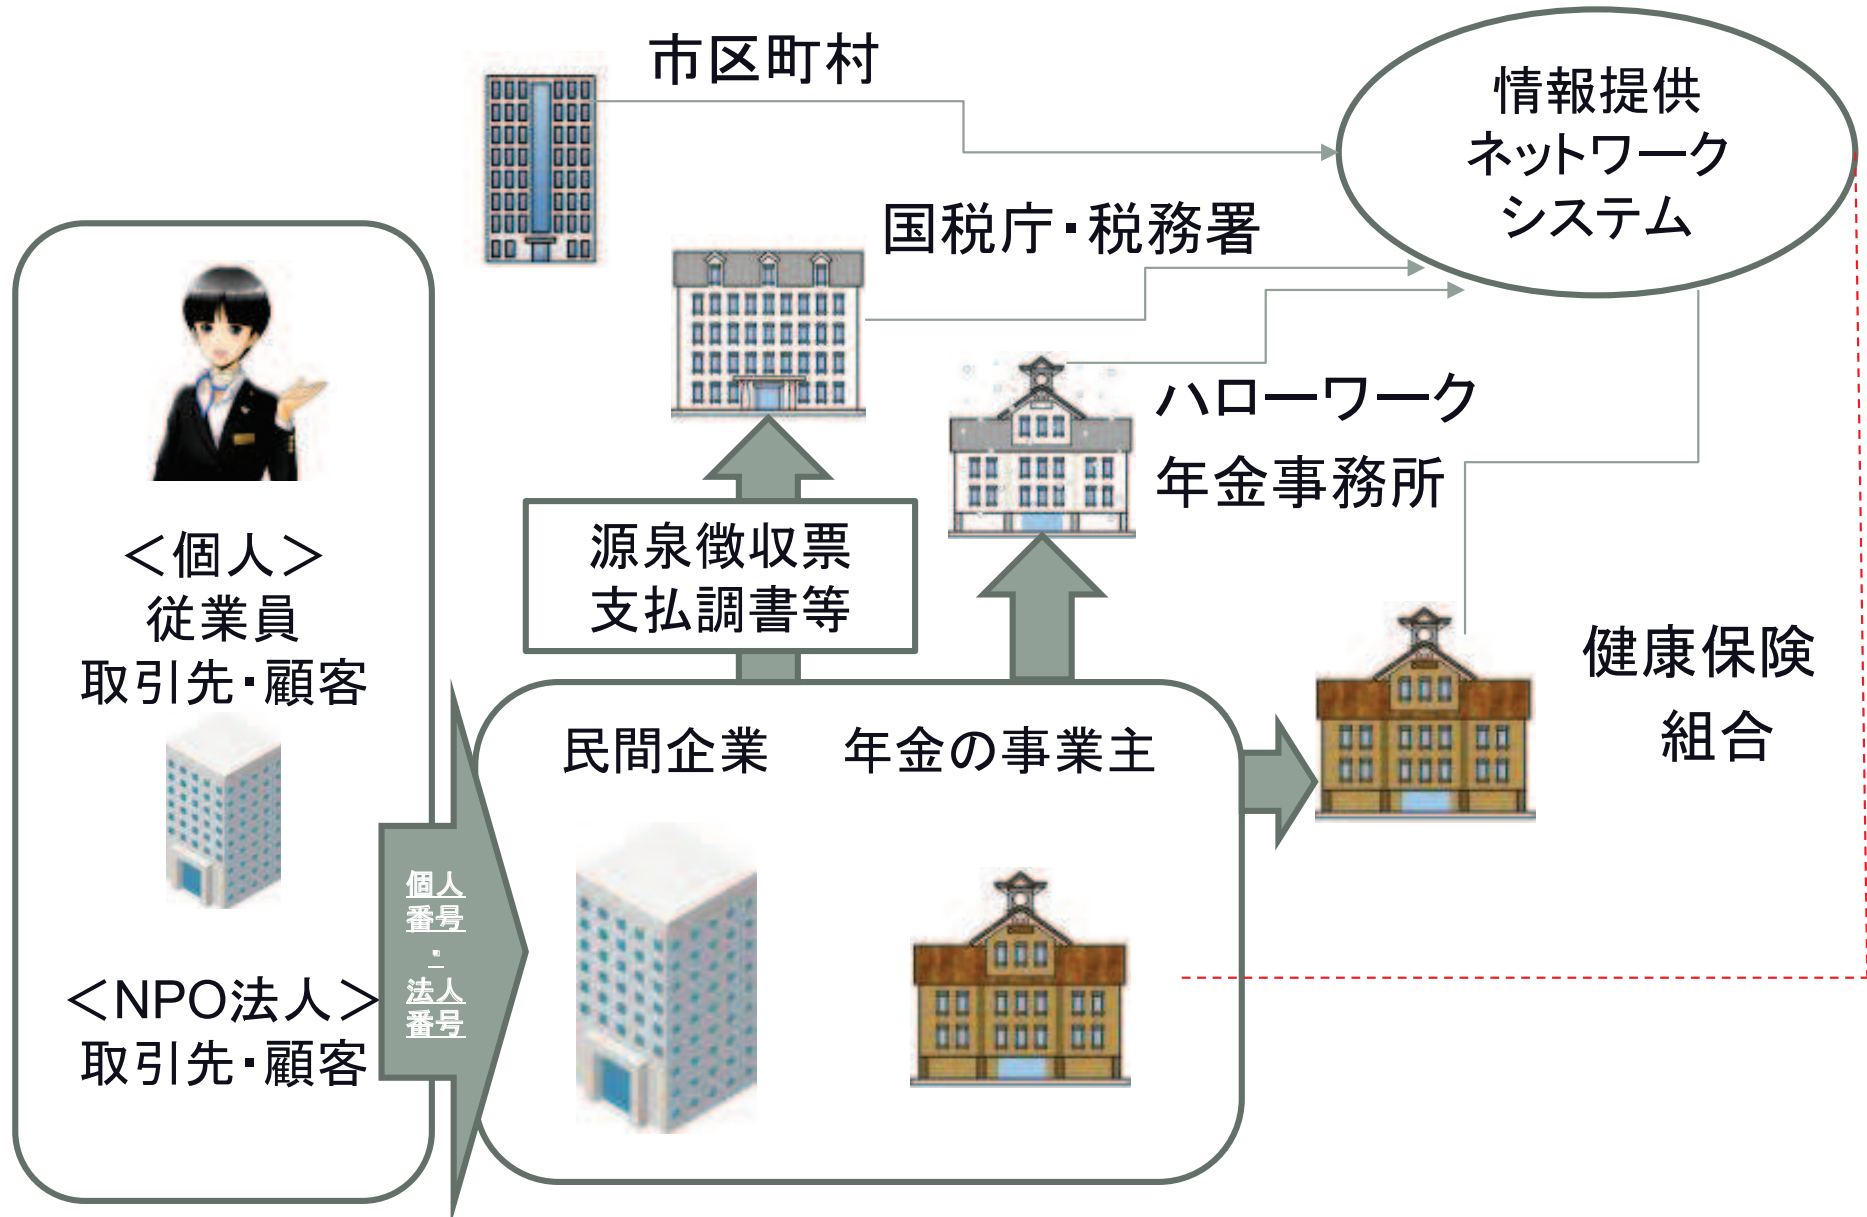 市区町村
情報提供
ネットワーク
システム
国税庁・税務署
ハローワーク
年金事務所
源泉徴収票
支払調書等
＜個人＞
従業員
取引先・顧客
＜NPO法人＞
取引先・顧客
個人
番号
・
法人
番号
民間企業
年金の事業主
健康保険
組合